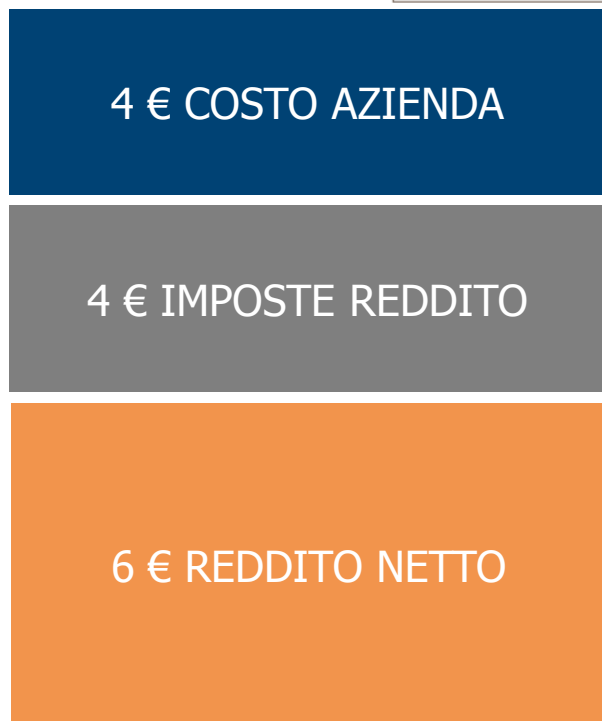 4 € COSTO AZIENDA
4 € IMPOSTE REDDITO
6 € REDDITO NETTO